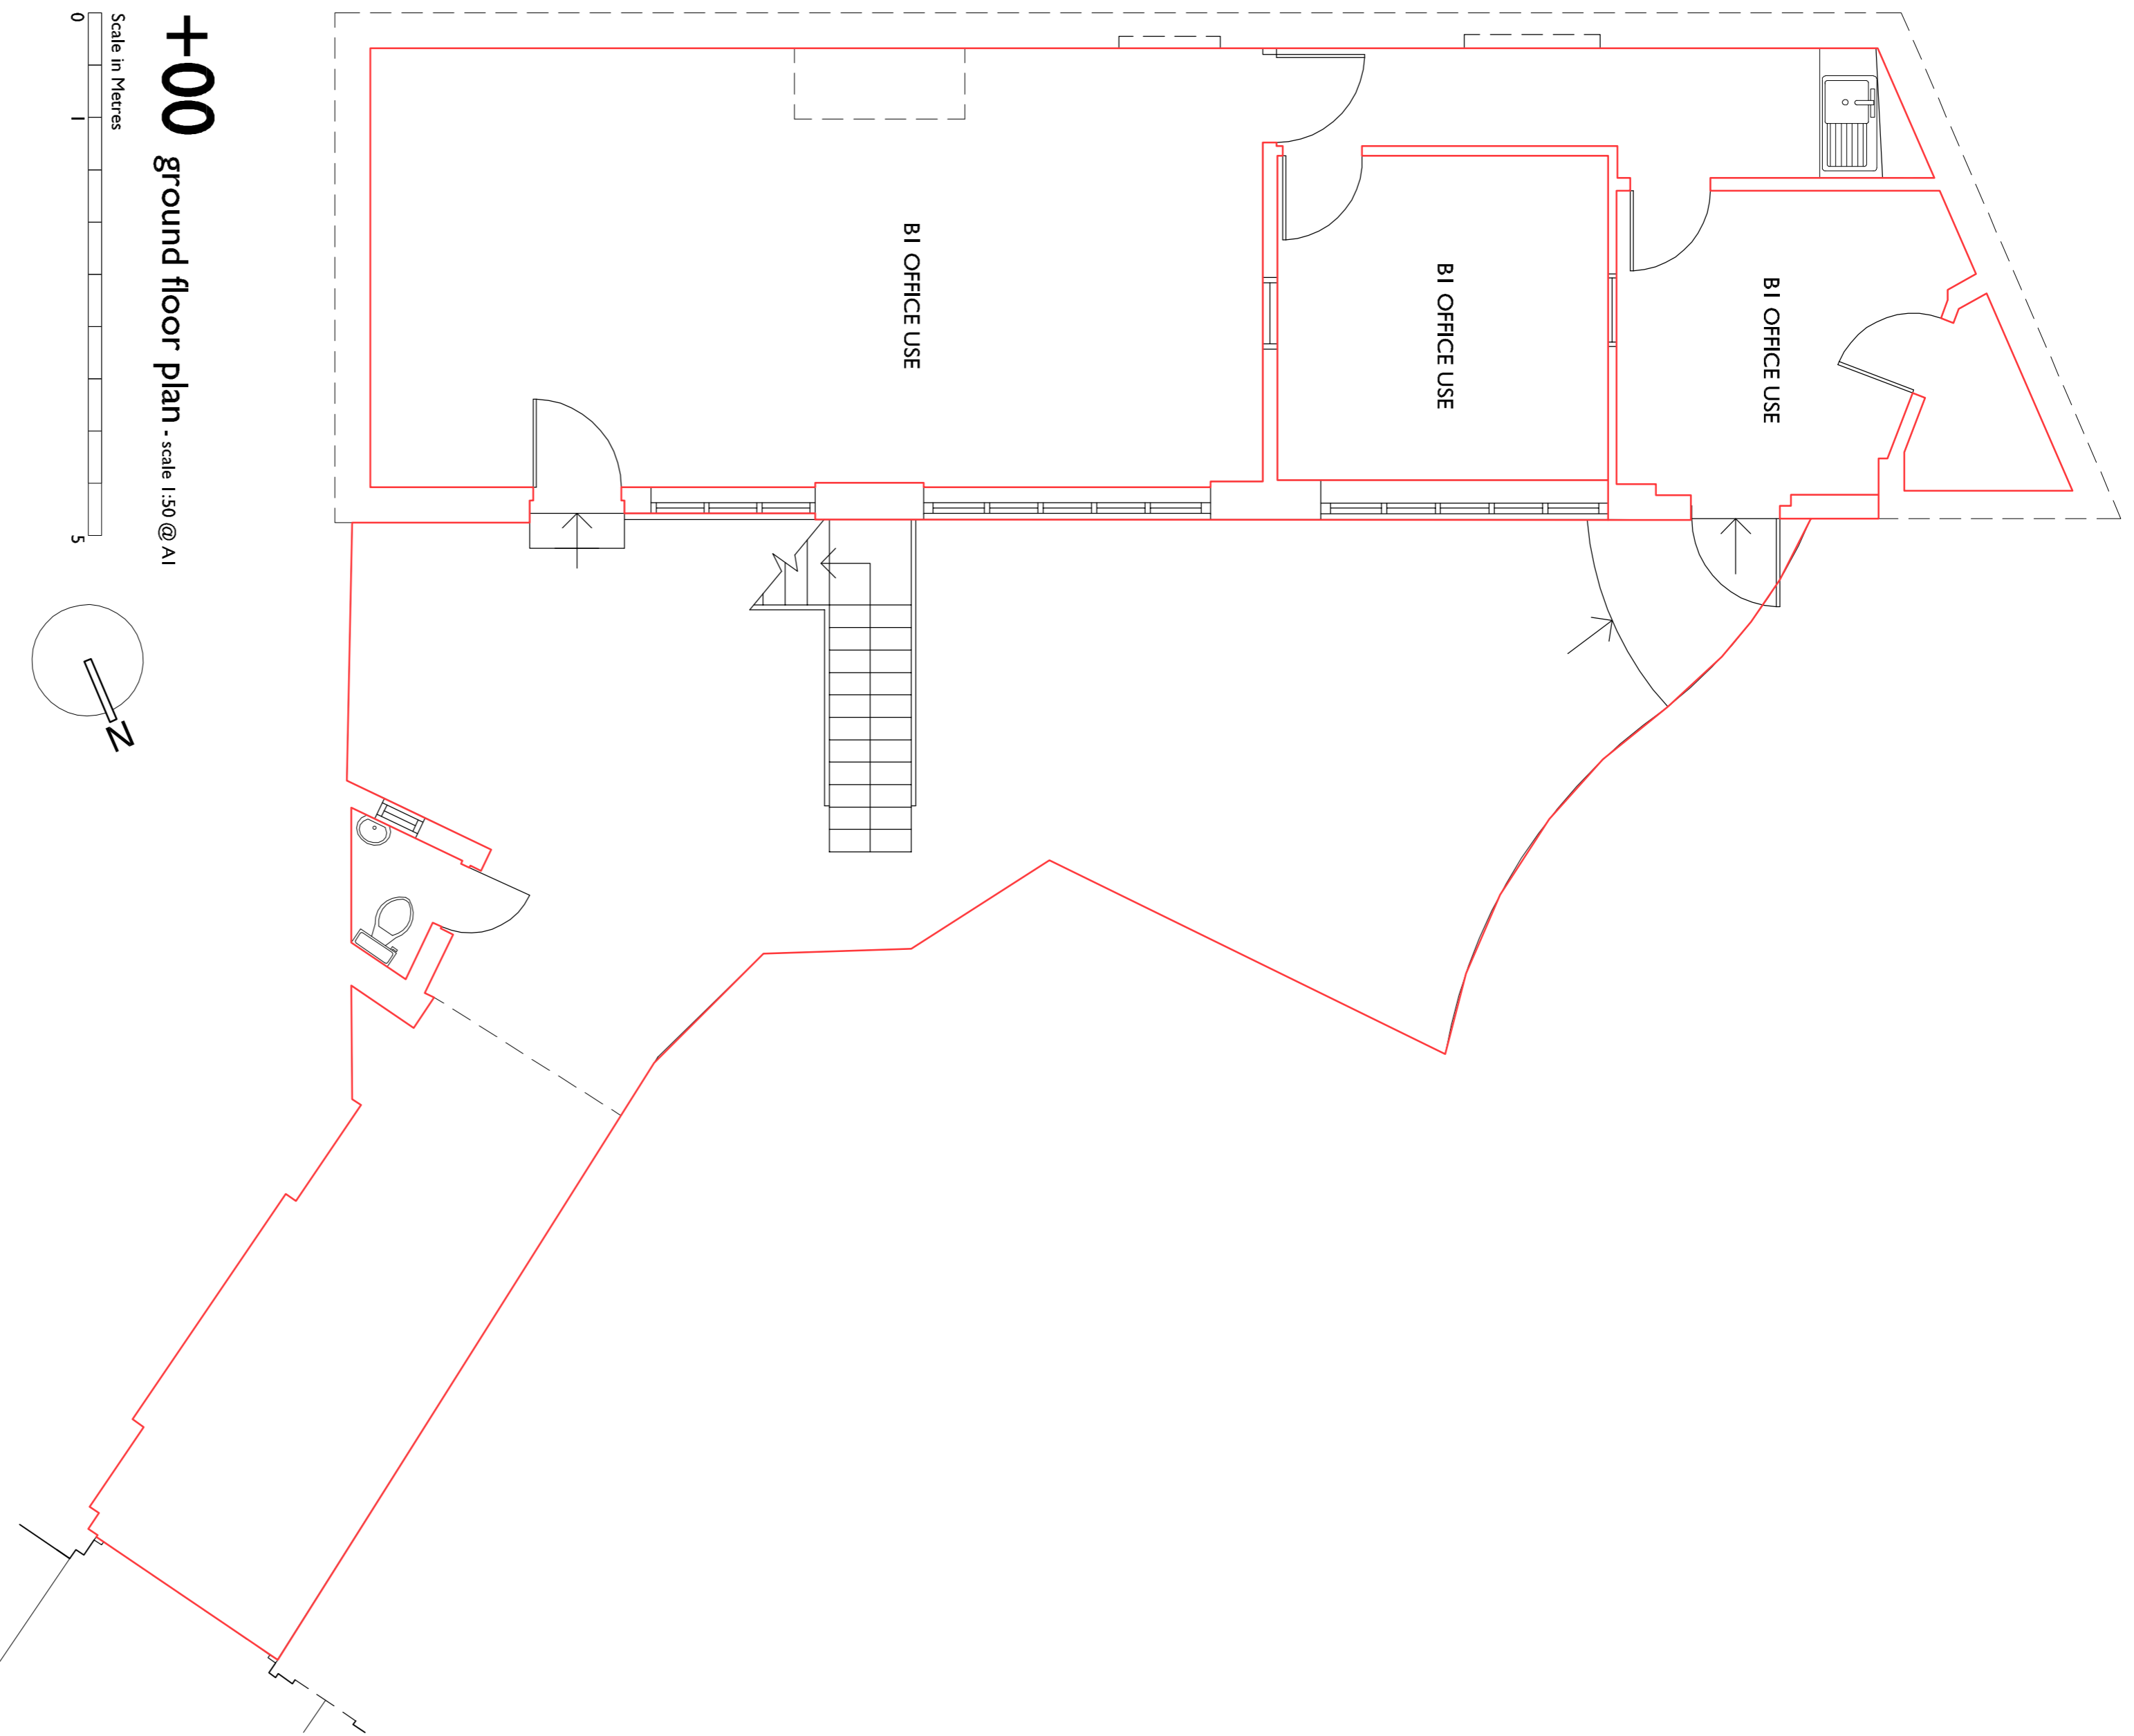 +00 ground floor plan - scale 1:50 @ A1
Scale in Metres
0 1 5
B1 OFFICE USE
B1 OFFICE USE
B1 OFFICE USE
N